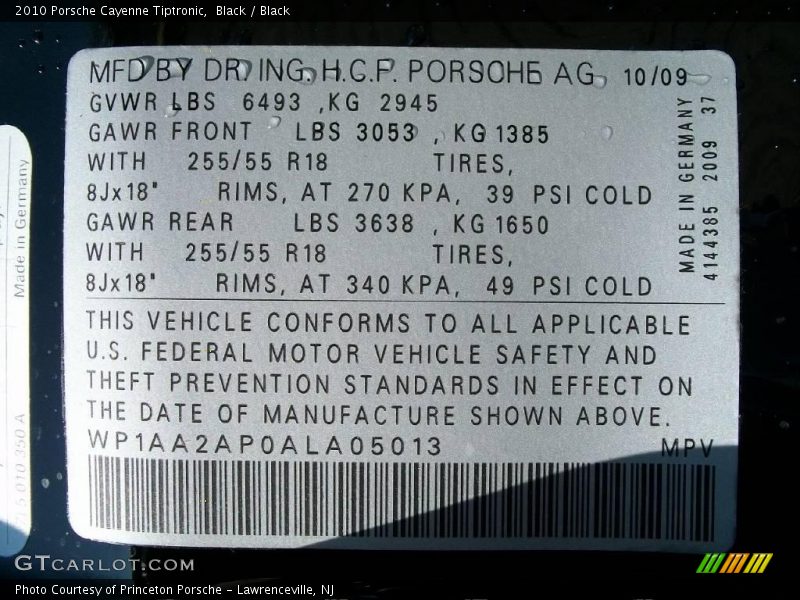 2010 Porsche Cayenne Tiptronic,  Black / Black
MFD BY DR. ING. H.C.F. PORSCHE AG 10/09
GVWR LBS 6493 ,KG 2945
GAWR FRONT LBS 3053 , KG 1385
WITH 255/55 R18 TIRES,
8Jx18" RIMS, AT 270 KPA, 39 PSI COLD
GAWR REAR LBS 3638 , KG 1650
WITH 255/55 R18 TIRES,
8Jx18" RIMS, AT 340 KPA, 49 PSI COLD
MADE IN GERMANY
4144385 2009 37
THIS VEHICLE CONFORMS TO ALL APPLICABLE
U.S. FEDERAL MOTOR VEHICLE SAFETY AND
THEFT PREVENTION STANDARDS IN EFFECT ON
THE DATE OF MANUFACTURE SHOWN ABOVE.
WP1AA2AP0ALA05013 MPV
Made in Germany
010 350 A
GTCARLOT.COM
Photo Courtesy of Princeton Porsche - Lawrenceville, NJ